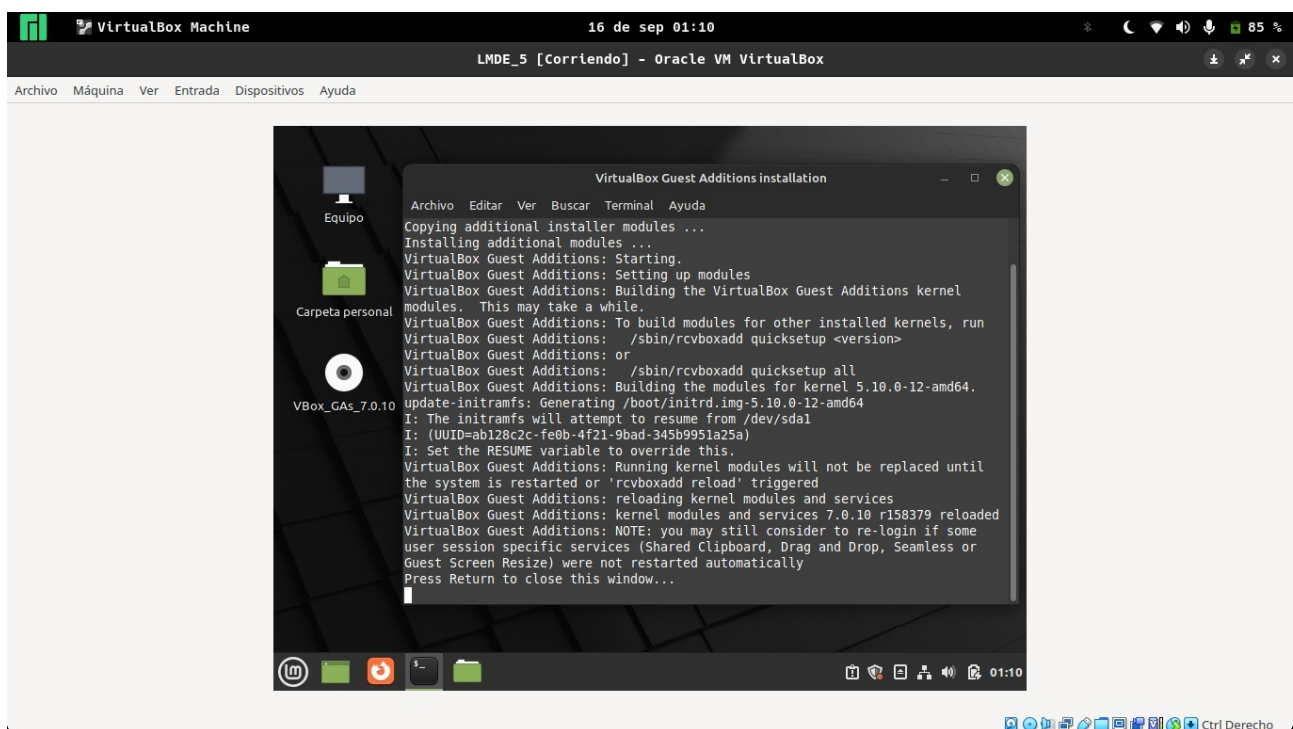 VirtualBox Machine
16 de sep 01:10
85 %
LMDE_5 [Corriendo] - Oracle VM VirtualBox
Archivo Máquina Ver Entrada Dispositivos Ayuda
Equipo
Carpeta personal
VBox_GAs_7.0.10
VirtualBox Guest Additions installation
Archivo Editar Ver Buscar Terminal Ayuda
Copying additional installer modules ...
Installing additional modules ...
VirtualBox Guest Additions: Starting.
VirtualBox Guest Additions: Setting up modules
VirtualBox Guest Additions: Building the VirtualBox Guest Additions kernel
modules.  This may take a while.
VirtualBox Guest Additions: To build modules for other installed kernels, run
VirtualBox Guest Additions:   /sbin/rcvboxadd quicksetup <version>
VirtualBox Guest Additions: or
VirtualBox Guest Additions:   /sbin/rcvboxadd quicksetup all
VirtualBox Guest Additions: Building the modules for kernel 5.10.0-12-amd64.
update-initramfs: Generating /boot/initrd.img-5.10.0-12-amd64
I: The initramfs will attempt to resume from /dev/sda1
I: (UUID=ab128c2c-fe0b-4f21-9bad-345b9951a25a)
I: Set the RESUME variable to override this.
VirtualBox Guest Additions: Running kernel modules will not be replaced until
the system is restarted or 'rcvboxadd reload' triggered
VirtualBox Guest Additions: reloading kernel modules and services
VirtualBox Guest Additions: kernel modules and services 7.0.10 r158379 reloaded
VirtualBox Guest Additions: NOTE: you may still consider to re-login if some
user session specific services (Shared Clipboard, Drag and Drop, Seamless or
Guest Screen Resize) were not restarted automatically
Press Return to close this window...
01:10
Ctrl Derecho